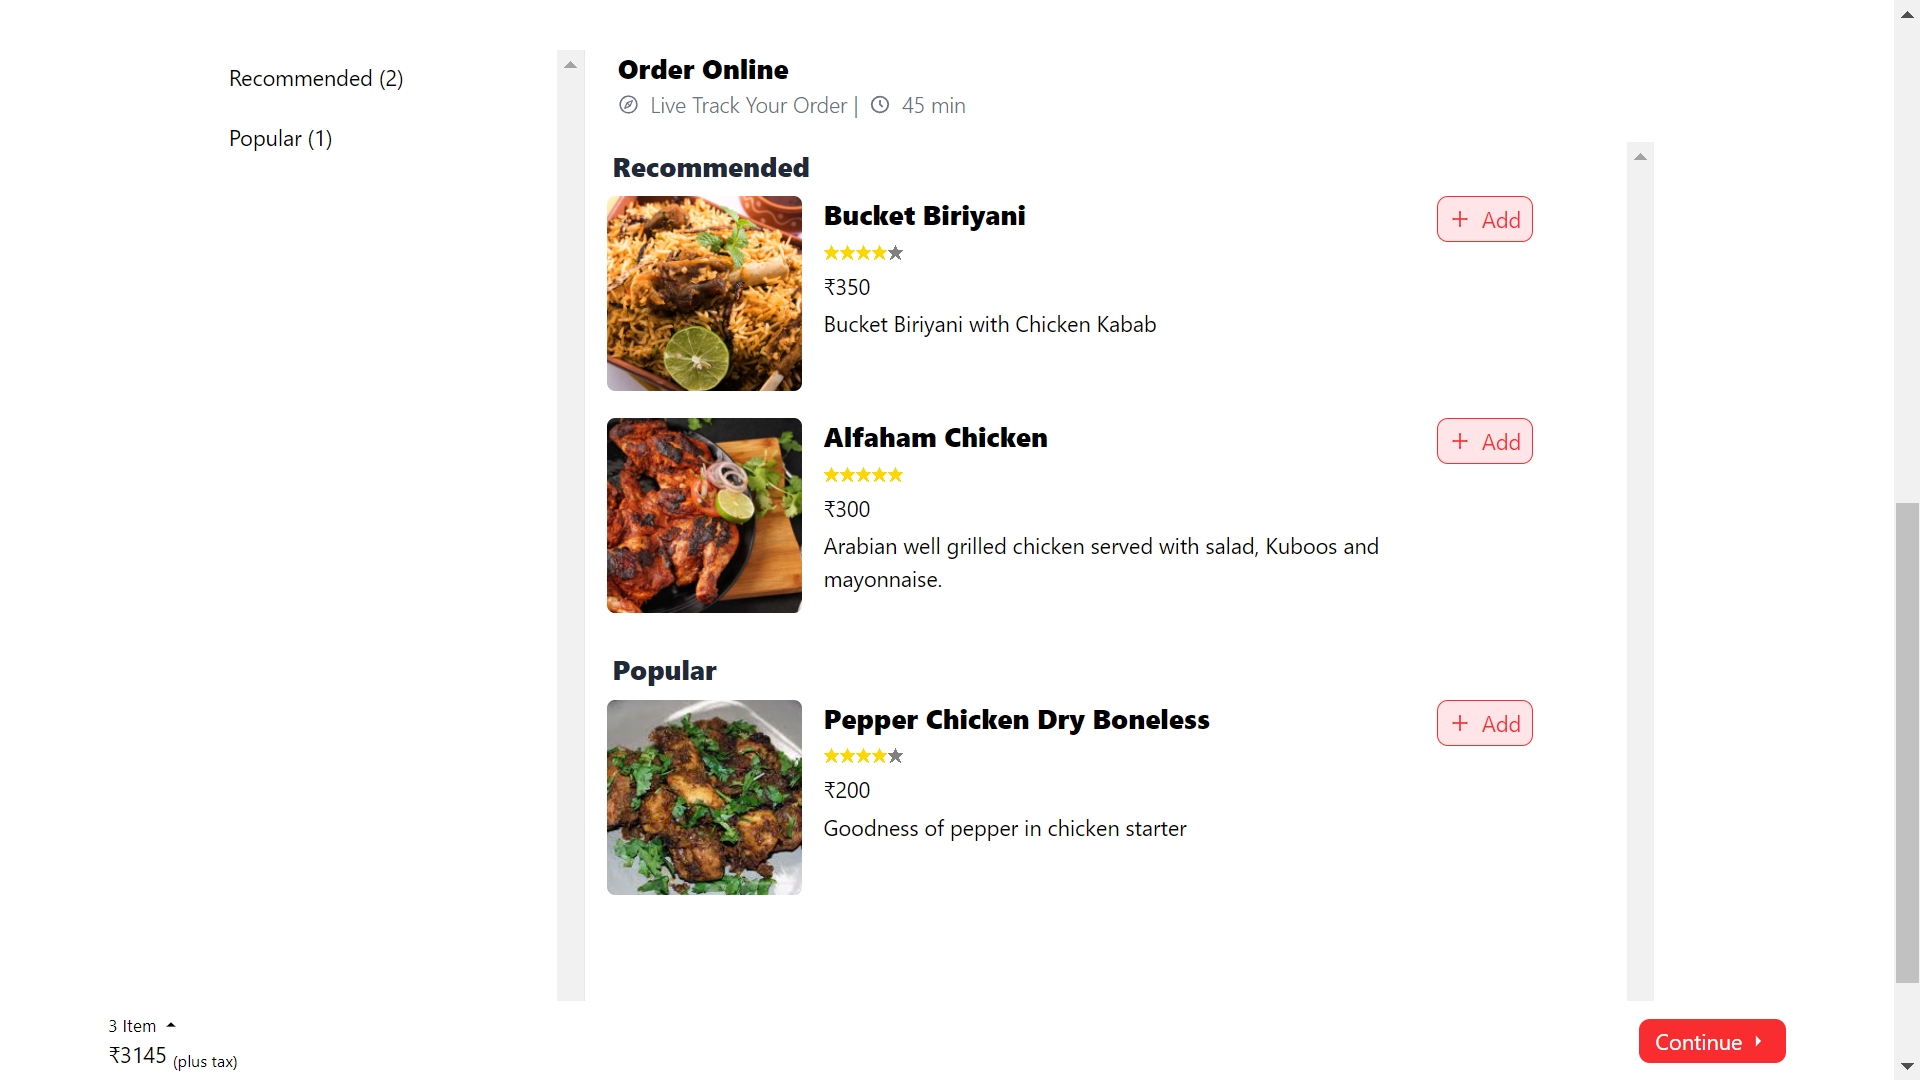 Recommended (2)
Popular (1)
Order Online
Live Track Your Order | 45 min
Recommended
Bucket Biriyani
+ Add
₹350
Bucket Biriyani with Chicken Kabab
Alfaham Chicken
+ Add
₹300
Arabian well grilled chicken served with salad, Kuboos and
mayonnaise.
Popular
Pepper Chicken Dry Boneless
+ Add
₹200
Goodness of pepper in chicken starter
3 Item
₹3145 (plus tax)
Continue